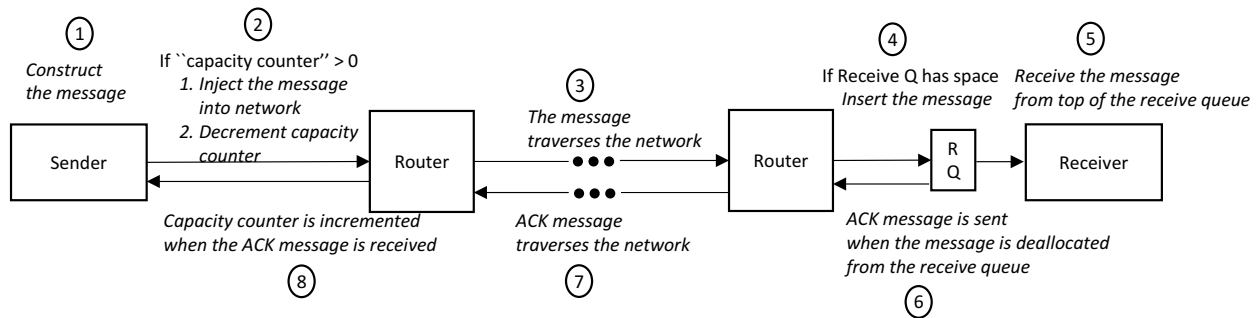 1
Construct
the message
2
If ``capacity counter'' > 0
1. Inject the message
into network
2. Decrement capacity
counter
3
The message
traverses the network
4
If Receive Q has space
Insert the message
5
Receive the message
from top of the receive queue
Sender
Router
Router
R
Q
Receiver
Capacity counter is incremented
when the ACK message is received
8
ACK message
traverses the network
7
ACK message is sent
when the message is deallocated
from the receive queue
6